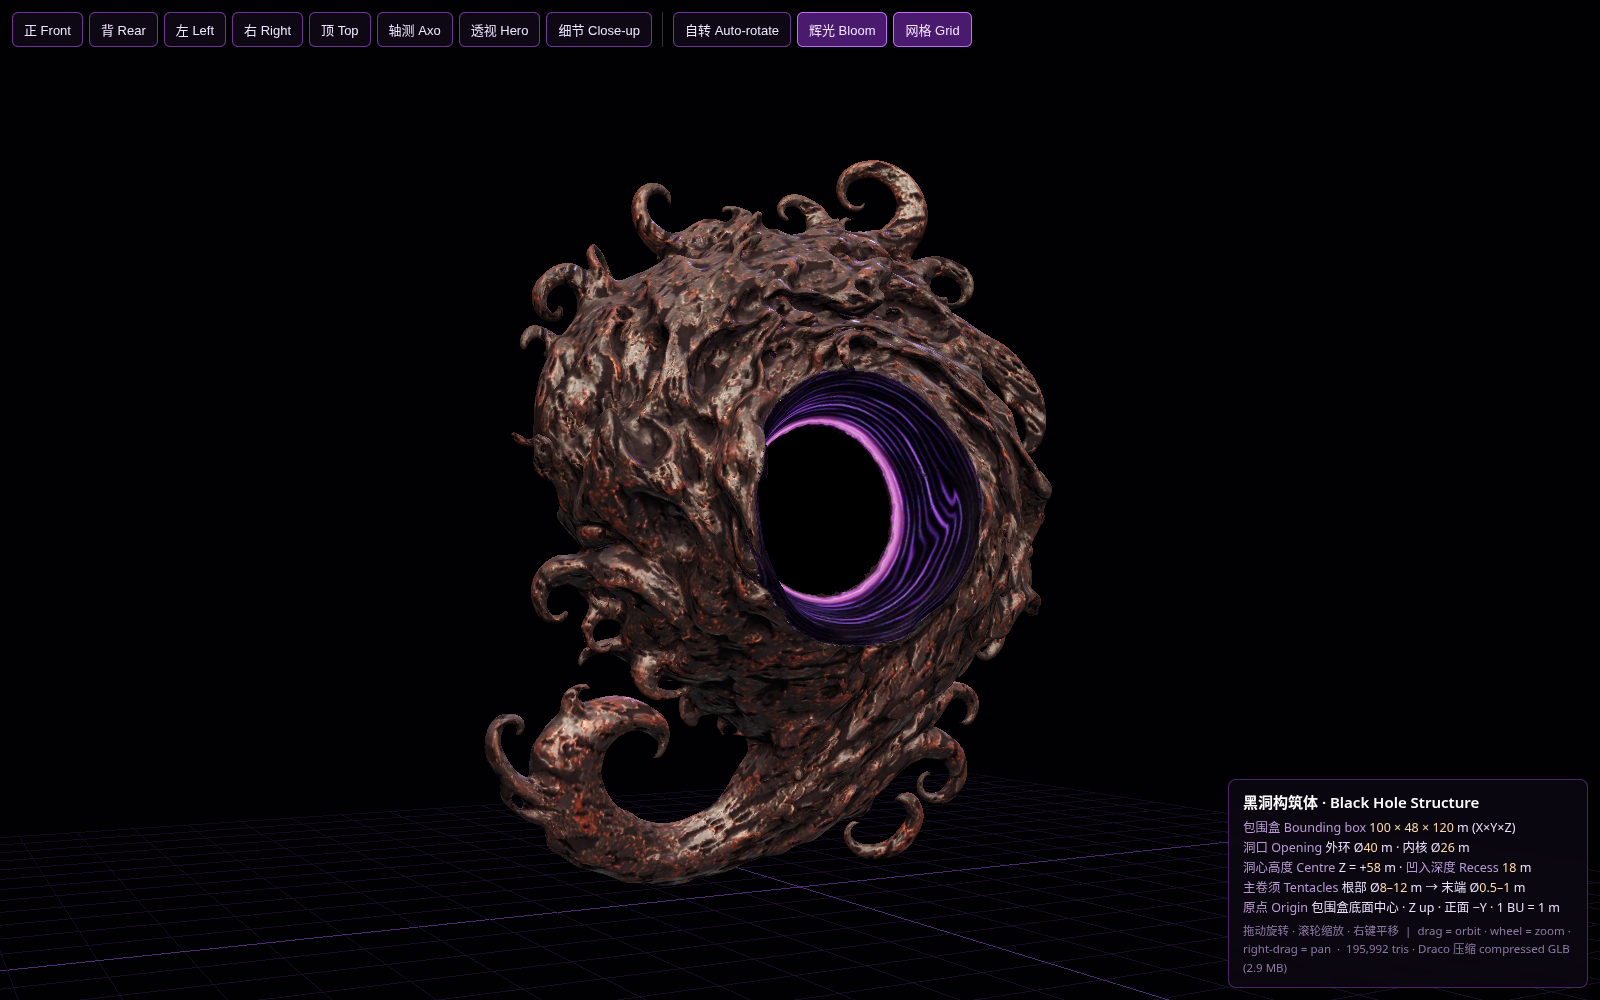 正 Front
背 Rear
左 Left
右 Right
顶 Top
轴测 Axo
透视 Hero
细节 Close-up
自转 Auto-rotate
辉光 Bloom
网格 Grid
黑洞构筑体 · Black Hole Structure
包围盒 Bounding box 100 × 48 × 120 m (X×Y×Z)
洞口 Opening 外环 Ø40 m · 内核 Ø26 m
洞心高度 Centre Z = +58 m · 凹入深度 Recess 18 m
主卷须 Tentacles 根部 Ø8–12 m → 末端 Ø0.5–1 m
原点 Origin 包围盒底面中心 · Z up · 正面 −Y · 1 BU = 1 m
拖动旋转 · 滚轮缩放 · 右键平移 | drag = orbit · wheel = zoom ·
right-drag = pan · 195,992 tris · Draco 压缩 compressed GLB
(2.9 MB)